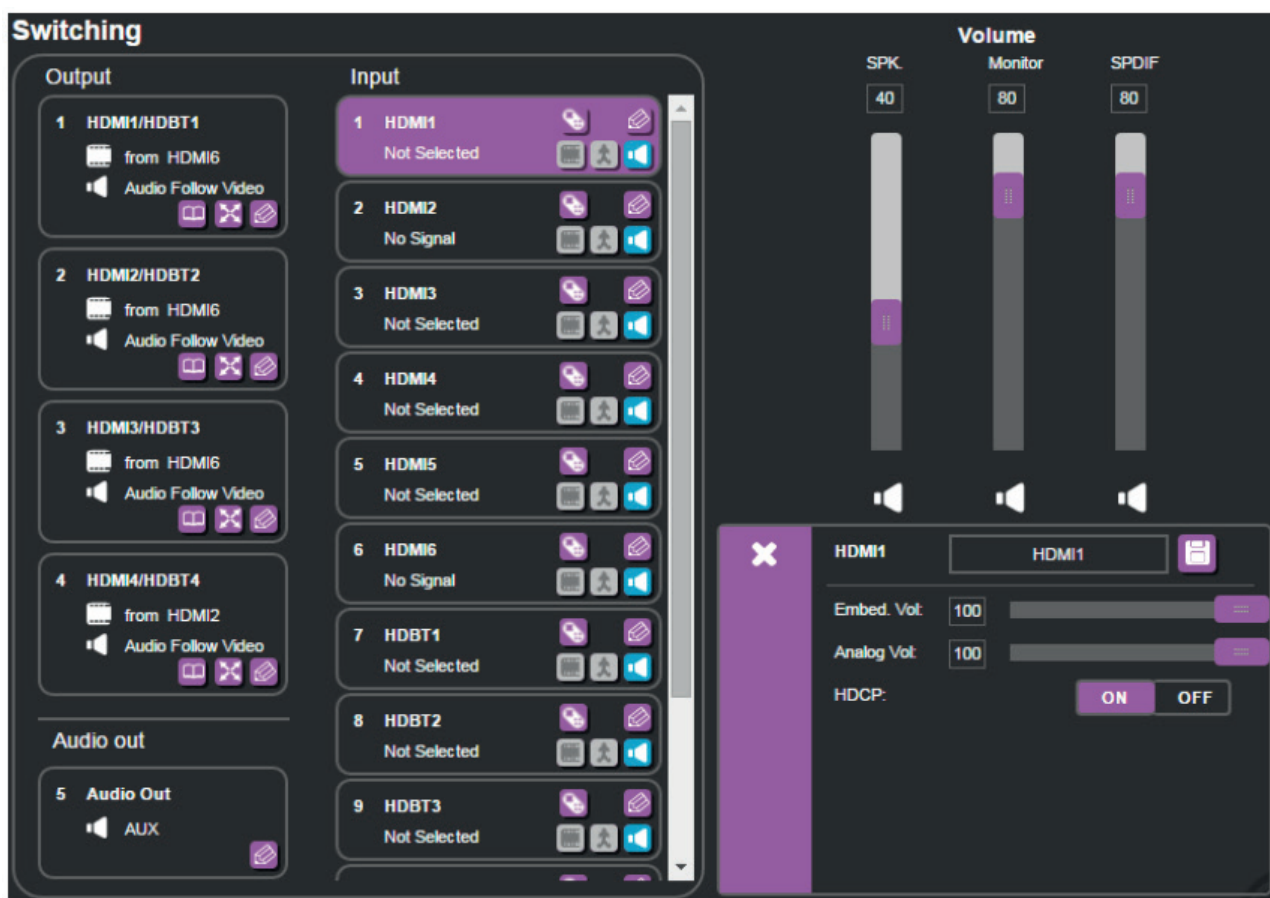 Switching
Output
1 HDMI1/HDBT1
from HDMI6
Audio Follow Video
2 HDMI2/HDBT2
from HDMI6
Audio Follow Video
3 HDMI3/HDBT3
from HDMI6
Audio Follow Video
4 HDMI4/HDBT4
from HDMI2
Audio Follow Video
Audio out
5 Audio Out
AUX
Input
1 HDMI1
Not Selected
2 HDMI2
No Signal
3 HDMI3
Not Selected
4 HDMI4
Not Selected
5 HDMI5
Not Selected
6 HDMI6
No Signal
7 HDBT1
Not Selected
8 HDBT2
Not Selected
9 HDBT3
Not Selected
Volume
SPK. Monitor SPDIF
40 80 80
HDMI1 HDMI1
Embed. Vol: 100
Analog Vol: 100
HDCP: ON OFF